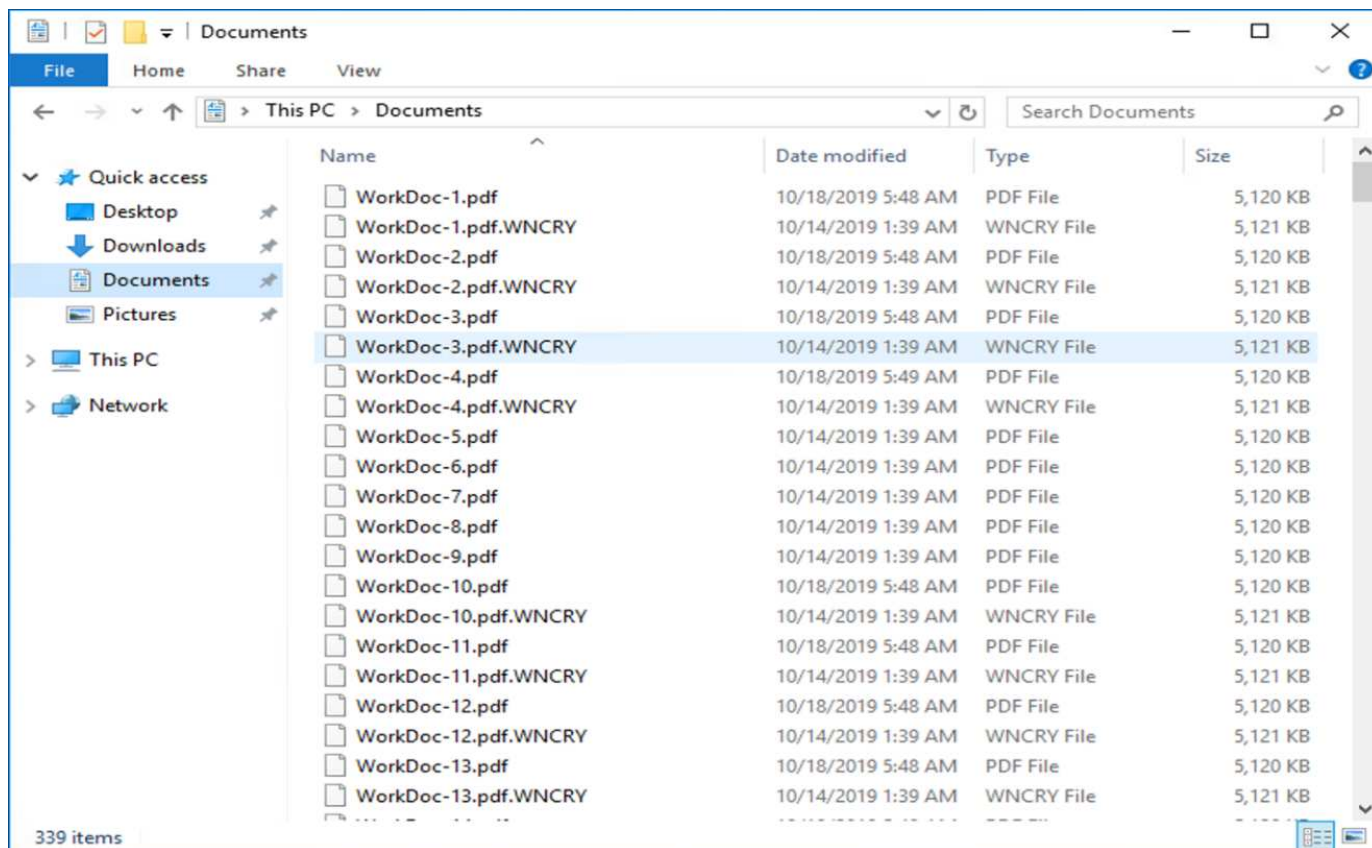 Documents
File Home Share View
This PC > Documents Search Documents
Name Date modified Type Size
Quick access
Desktop
Downloads
Documents
Pictures
This PC
Network
WorkDoc-1.pdf 10/18/2019 5:48 AM PDF File 5,120 KB
WorkDoc-1.pdf.WNCRY 10/14/2019 1:39 AM WNCRY File 5,121 KB
WorkDoc-2.pdf 10/18/2019 5:48 AM PDF File 5,120 KB
WorkDoc-2.pdf.WNCRY 10/14/2019 1:39 AM WNCRY File 5,121 KB
WorkDoc-3.pdf 10/18/2019 5:48 AM PDF File 5,120 KB
WorkDoc-3.pdf.WNCRY 10/14/2019 1:39 AM WNCRY File 5,121 KB
WorkDoc-4.pdf 10/18/2019 5:49 AM PDF File 5,120 KB
WorkDoc-4.pdf.WNCRY 10/14/2019 1:39 AM WNCRY File 5,121 KB
WorkDoc-5.pdf 10/14/2019 1:39 AM PDF File 5,120 KB
WorkDoc-6.pdf 10/14/2019 1:39 AM PDF File 5,120 KB
WorkDoc-7.pdf 10/14/2019 1:39 AM PDF File 5,120 KB
WorkDoc-8.pdf 10/14/2019 1:39 AM PDF File 5,120 KB
WorkDoc-9.pdf 10/14/2019 1:39 AM PDF File 5,120 KB
WorkDoc-10.pdf 10/18/2019 5:48 AM PDF File 5,120 KB
WorkDoc-10.pdf.WNCRY 10/14/2019 1:39 AM WNCRY File 5,121 KB
WorkDoc-11.pdf 10/18/2019 5:48 AM PDF File 5,120 KB
WorkDoc-11.pdf.WNCRY 10/14/2019 1:39 AM WNCRY File 5,121 KB
WorkDoc-12.pdf 10/18/2019 5:48 AM PDF File 5,120 KB
WorkDoc-12.pdf.WNCRY 10/14/2019 1:39 AM WNCRY File 5,121 KB
WorkDoc-13.pdf 10/18/2019 5:48 AM PDF File 5,120 KB
WorkDoc-13.pdf.WNCRY 10/14/2019 1:39 AM WNCRY File 5,121 KB
339 items